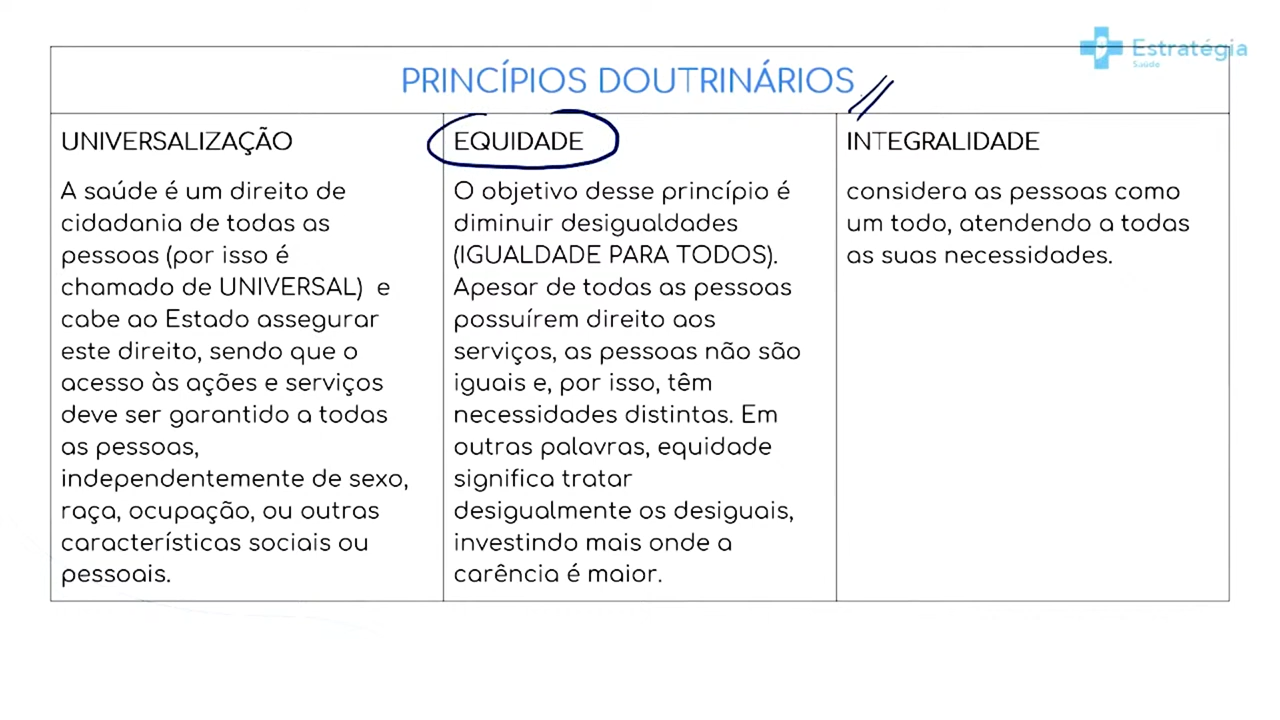 Estratégia
Saúde
PRINCÍPIOS DOUTRINÁRIOS
UNIVERSALIZAÇÃO
A saúde é um direito de
cidadania de todas as
pessoas (por isso é
chamado de UNIVERSAL)  e
cabe ao Estado assegurar
este direito, sendo que o
acesso às ações e serviços
deve ser garantido a todas
as pessoas,
independentemente de sexo,
raça, ocupação, ou outras
características sociais ou
pessoais.
EQUIDADE
O objetivo desse princípio é
diminuir desigualdades
(IGUALDADE PARA TODOS).
Apesar de todas as pessoas
possuírem direito aos
serviços, as pessoas não são
iguais e, por isso, têm
necessidades distintas. Em
outras palavras, equidade
significa tratar
desigualmente os desiguais,
investindo mais onde a
carência é maior.
INTEGRALIDADE
considera as pessoas como
um todo, atendendo a todas
as suas necessidades.